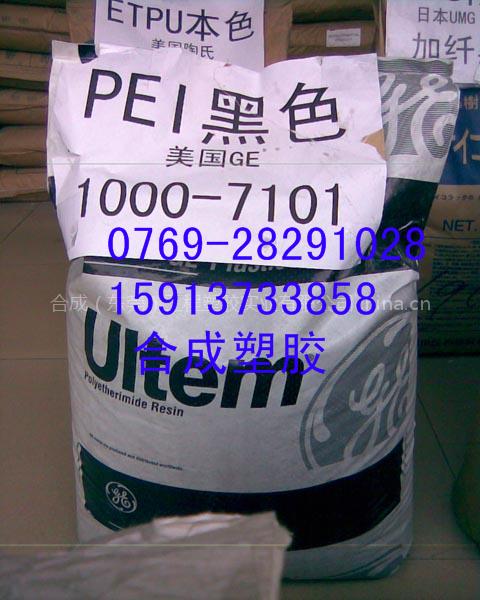 ETPU本色
美国陶氏
日本UMG
加纤
PEI黑色
美国GE
1000-7101
0769-28291028
15913733858
合成塑胶
Ultem
Polyetherimide Resin
NET.